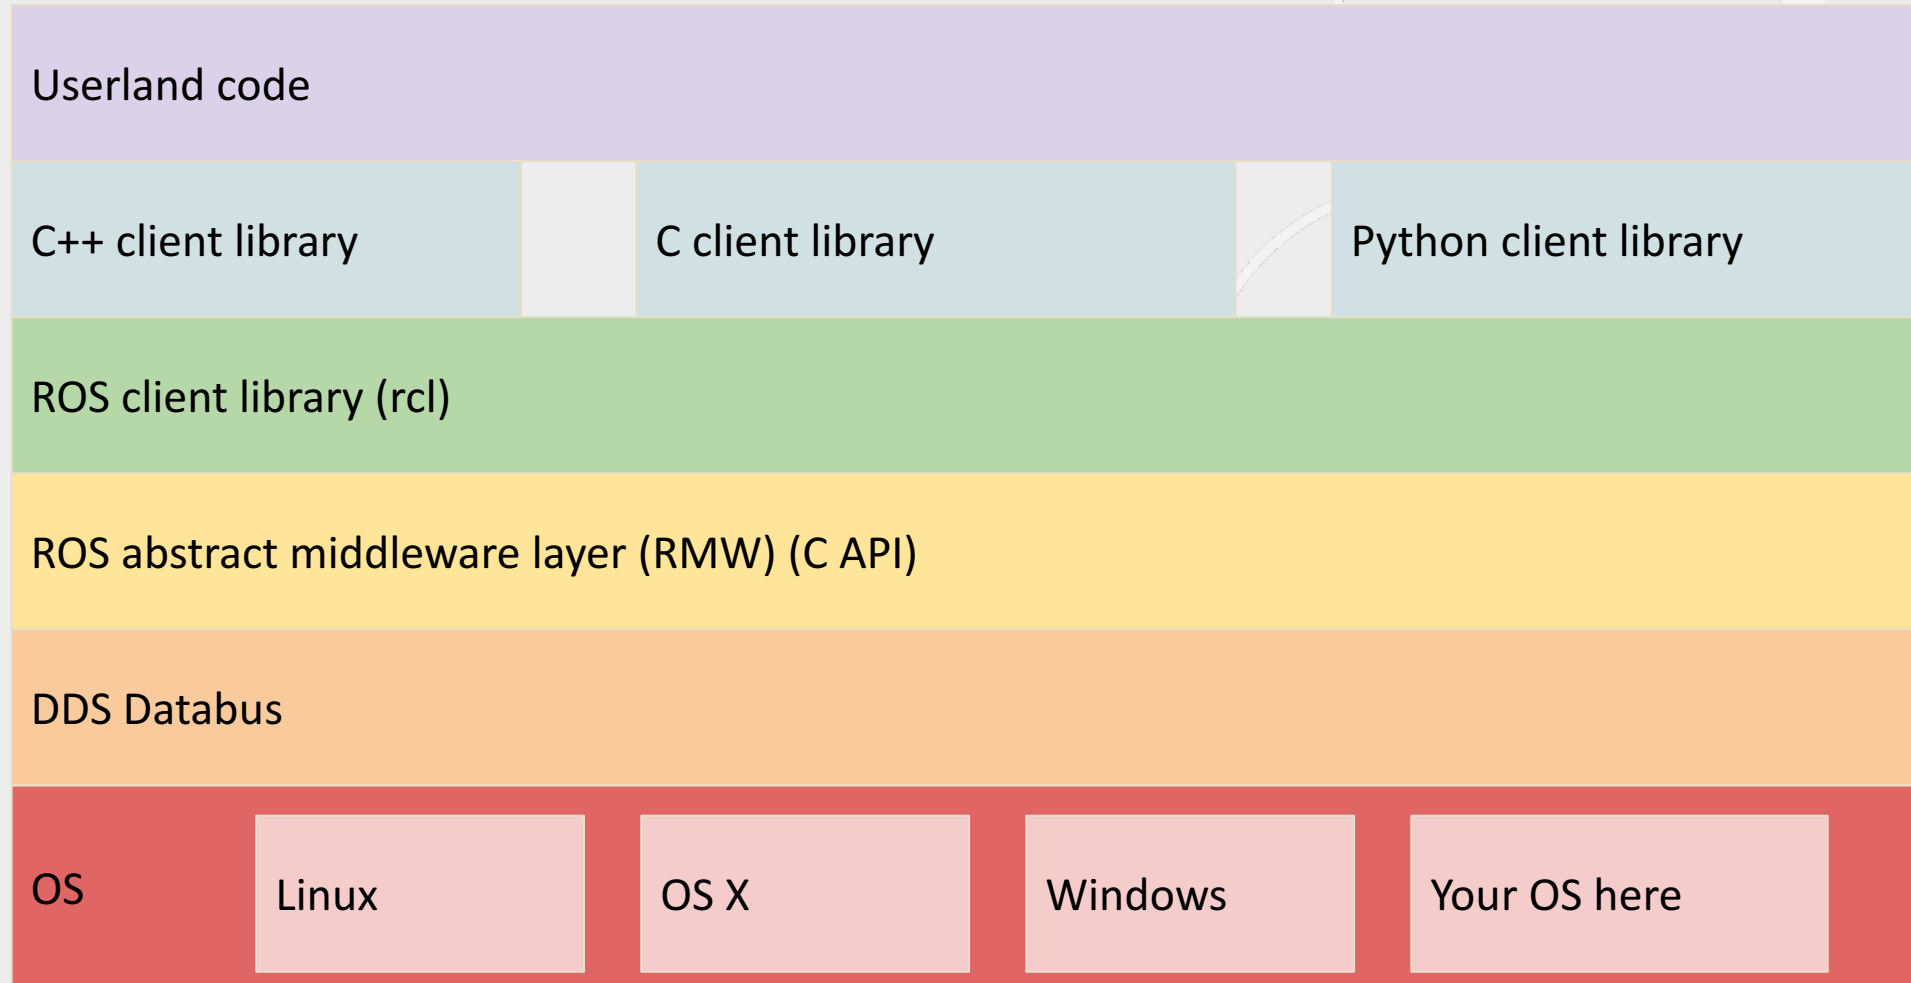 Userland code
C++ client library
C client library
Python client library
ROS client library (rcl)
ROS abstract middleware layer (RMW) (C API)
DDS Databus
OS
Linux
OS X
Windows
Your OS here